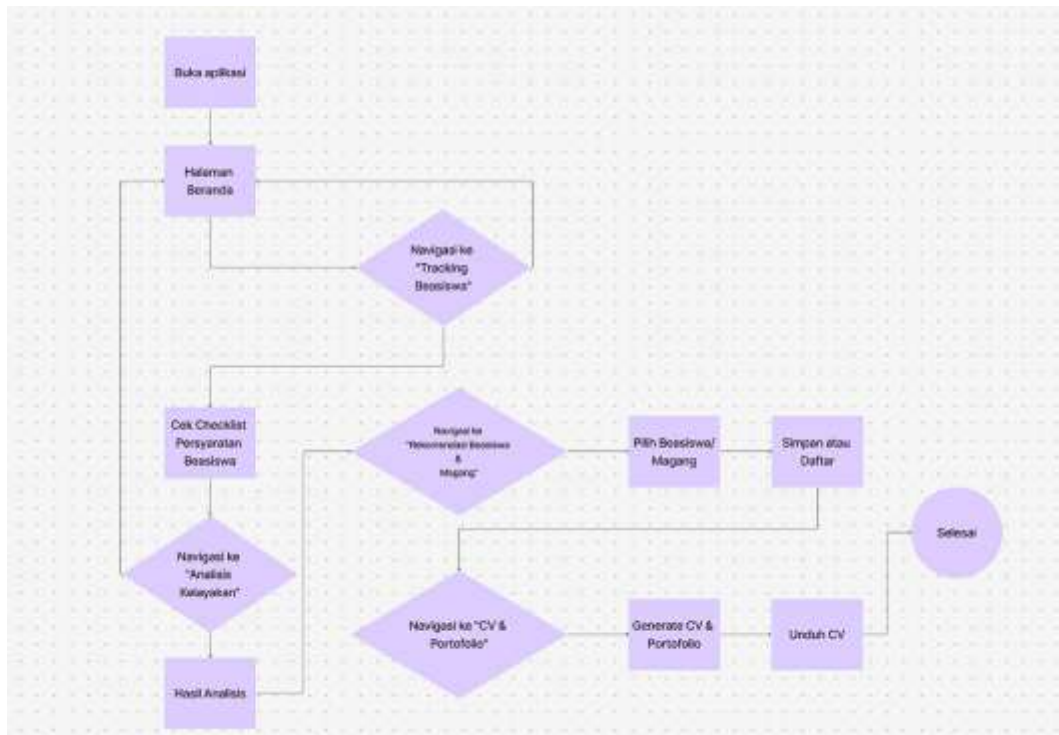 Buka aplikasi
Halaman
Beranda
Navigasi ke
"Tracking
Beasiswa"
Cek Checklist
Persyaratan
Beasiswa
Navigasi ke
"Analisis
Kelayakan"
Hasil Analisis
Navigasi ke
"Rekomendasi Beasiswa
&
Magang"
Pilih Beasiswa/
Magang
Simpan atau
Daftar
Navigasi ke "CV &
Portofolio"
Generate CV &
Portofolio
Unduh CV
Selesai